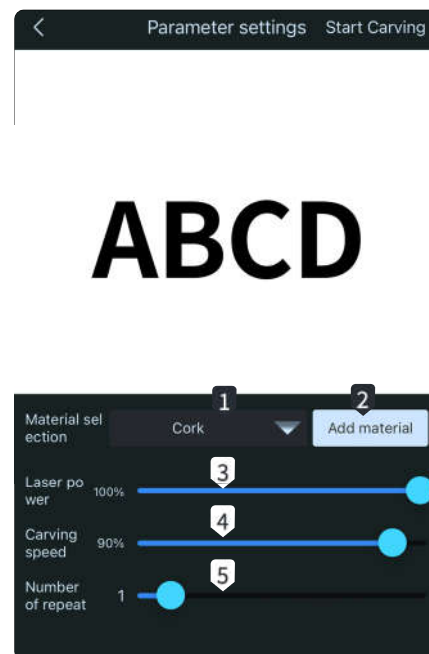 Parameter settings Start Carving
ABCD
1 2
Material sel
ection
Cork Add material
3
Laser po
wer
100%
4
Carving
speed
90%
5
Number
of repeat
1